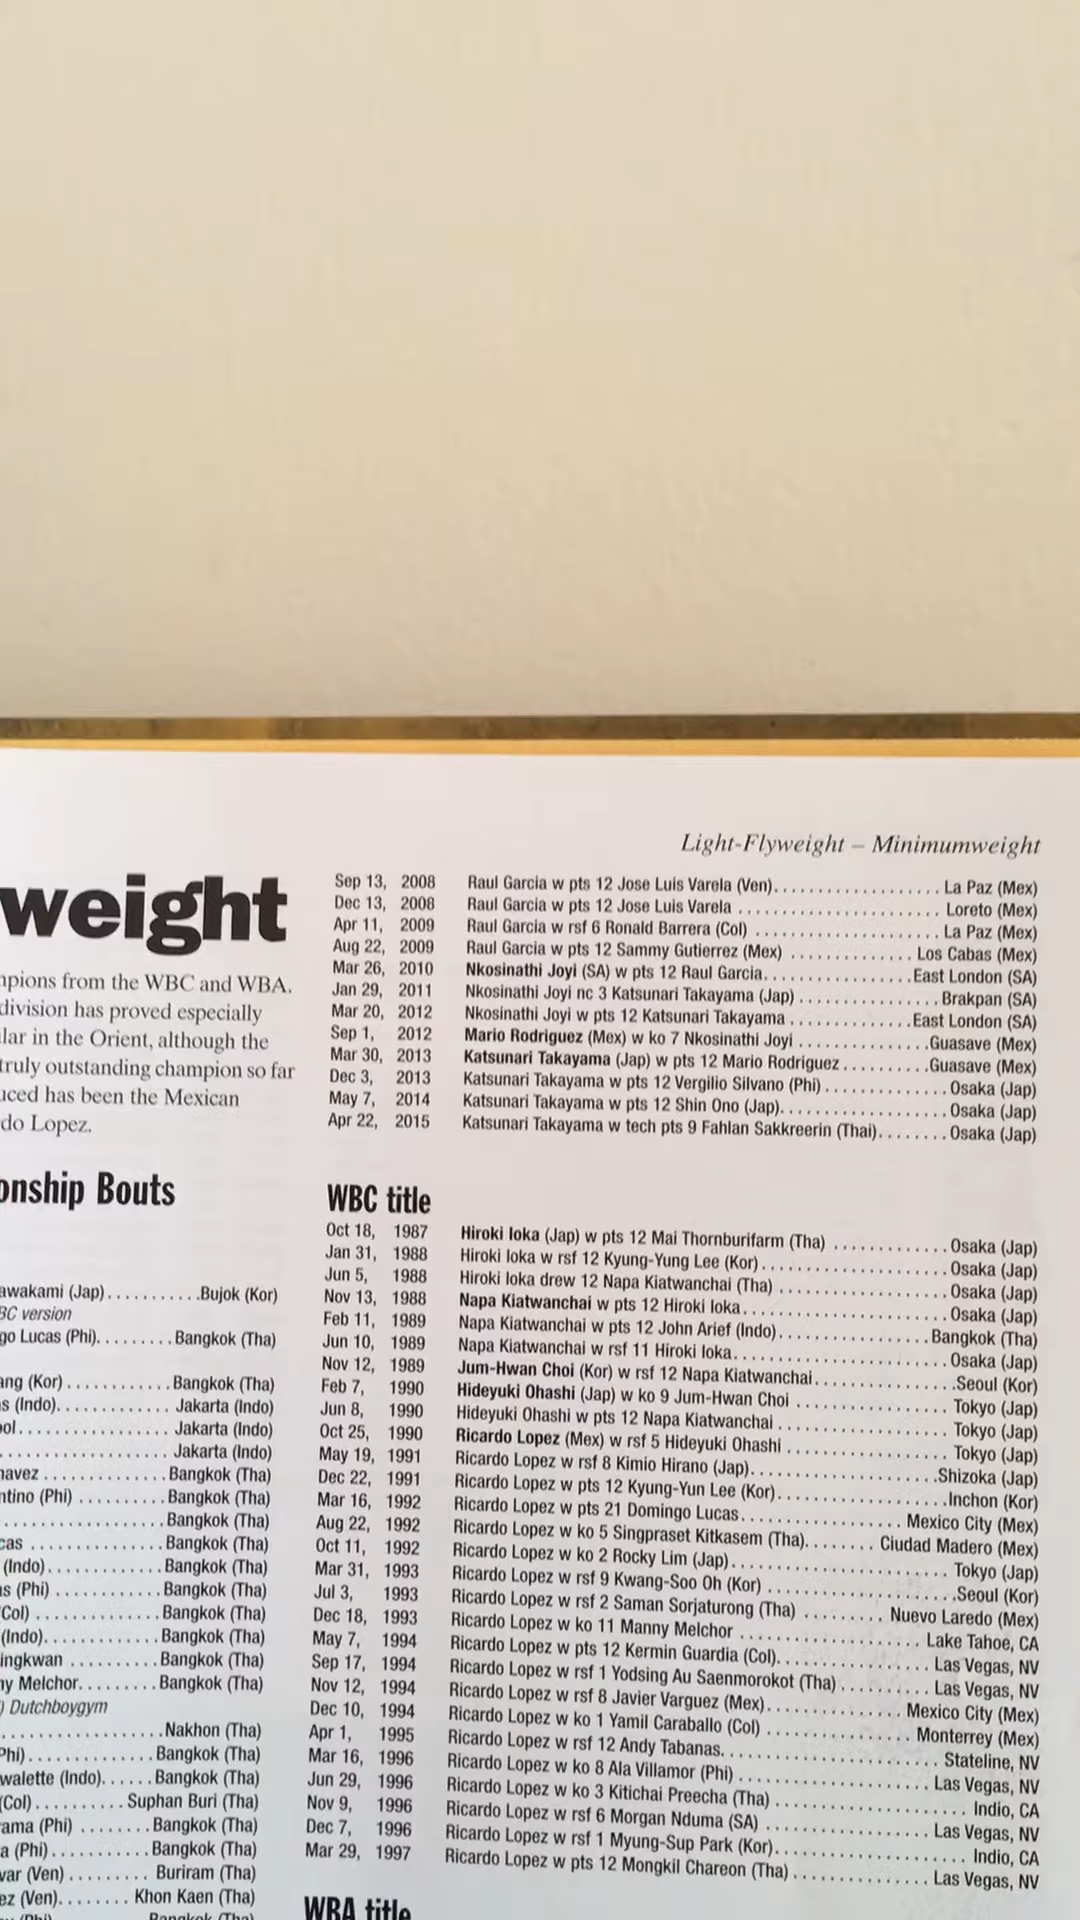 Light-Flyweight – Minimumweight
weight
from the WBC and WBA.
division has proved especially
in the Orient, although the
truly outstanding champion so far
has been the Mexican
do Lopez.
onship Bouts
awakami (Jap)...........Bujok (Kor)
BC version
go Lucas (Phi).........Bangkok (Tha)
ang (Kor)............Bangkok (Tha)
s (Indo).............Jakarta (Indo)
ol.................Jakarta (Indo)
...................Jakarta (Indo)
navez.............Bangkok (Tha)
ntino (Phi)..........Bangkok (Tha)
..................Bangkok (Tha)
cas...............Bangkok (Tha)
(Indo).............Bangkok (Tha)
s (Phi)............Bangkok (Tha)
Col)..............Bangkok (Tha)
(Indo).............Bangkok (Tha)
ingkwan...........Bangkok (Tha)
ny Melchor.........Bangkok (Tha)
) Dutchboygym
..................Nakhon (Tha)
Phi)..............Bangkok (Tha)
walette (Indo)......Bangkok (Tha)
(Col)..........Suphan Buri (Tha)
ama (Phi)........Bangkok (Tha)
a (Phi)...........Bangkok (Tha)
var (Ven).........Buriram (Tha)
ez (Ven)........Khon Kaen (Tha)
Bangkok (Tha)
Sep 13, 2008 Raul Garcia w pts 12 Jose Luis Varela (Ven)...................La Paz (Mex)
Dec 13, 2008 Raul Garcia w pts 12 Jose Luis Varela........................Loreto (Mex)
Apr 11, 2009 Raul Garcia w rsf 6 Ronald Barrera (Col)......................La Paz (Mex)
Aug 22, 2009 Raul Garcia w pts 12 Sammy Gutierrez (Mex).............Los Cabas (Mex)
Mar 26, 2010 Nkosinathi Joyi (SA) w pts 12 Raul Garcia................East London (SA)
Jan 29, 2011 Nkosinathi Joyi nc 3 Katsunari Takayama (Jap)................Brakpan (SA)
Mar 20, 2012 Nkosinathi Joyi w pts 12 Katsunari Takayama.............East London (SA)
Sep 1, 2012 Mario Rodriguez (Mex) w ko 7 Nkosinathi Joyi..............Guasave (Mex)
Mar 30, 2013 Katsunari Takayama (Jap) w pts 12 Mario Rodriguez.........Guasave (Mex)
Dec 3, 2013 Katsunari Takayama w pts 12 Vergilio Silvano (Phi).............Osaka (Jap)
May 7, 2014 Katsunari Takayama w pts 12 Shin Ono (Jap)..................Osaka (Jap)
Apr 22, 2015 Katsunari Takayama w tech pts 9 Fahlan Sakkreerin (Thai)........Osaka (Jap)
WBC title
Oct 18, 1987 Hiroki Ioka (Jap) w pts 12 Mai Thornburifarm (Tha).............Osaka (Jap)
Jan 31, 1988 Hiroki Ioka w rsf 12 Kyung-Yung Lee (Kor)....................Osaka (Jap)
Jun 5, 1988 Hiroki Ioka drew 12 Napa Kiatwanchai (Tha)...................Osaka (Jap)
Nov 13, 1988 Napa Kiatwanchai w pts 12 Hiroki Ioka......................Osaka (Jap)
Feb 11, 1989 Napa Kiatwanchai w pts 12 John Arief (Indo)................Bangkok (Tha)
Jun 10, 1989 Napa Kiatwanchai w rsf 11 Hiroki Ioka.......................Osaka (Jap)
Nov 12, 1989 Jum-Hwan Choi (Kor) w rsf 12 Napa Kiatwanchai...............Seoul (Kor)
Feb 7, 1990 Hideyuki Ohashi (Jap) w ko 9 Jum-Hwan Choi.................Tokyo (Jap)
Jun 8, 1990 Hideyuki Ohashi w pts 12 Napa Kiatwanchai..................Tokyo (Jap)
Oct 25, 1990 Ricardo Lopez (Mex) w rsf 5 Hideyuki Ohashi.................Tokyo (Jap)
May 19, 1991 Ricardo Lopez w rsf 8 Kimio Hirano (Jap)....................Shizoka (Jap)
Dec 22, 1991 Ricardo Lopez w pts 12 Kyung-Yun Lee (Kor)..................Inchon (Kor)
Mar 16, 1992 Ricardo Lopez w pts 21 Domingo Lucas.................Mexico City (Mex)
Aug 22, 1992 Ricardo Lopez w ko 5 Singpraset Kitkasem (Tha)........Ciudad Madero (Mex)
Oct 11, 1992 Ricardo Lopez w ko 2 Rocky Lim (Jap).......................Tokyo (Jap)
Mar 31, 1993 Ricardo Lopez w rsf 9 Kwang-Soo Oh (Kor)....................Seoul (Kor)
Jul 3, 1993 Ricardo Lopez w rsf 2 Saman Sorjaturong (Tha).........Nuevo Laredo (Mex)
Dec 18, 1993 Ricardo Lopez w ko 11 Manny Melchor....................Lake Tahoe, CA
May 7, 1994 Ricardo Lopez w pts 12 Kermin Guardia (Col)................Las Vegas, NV
Sep 17, 1994 Ricardo Lopez w rsf 1 Yodsing Au Saenmorokot (Tha)..........Las Vegas, NV
Nov 12, 1994 Ricardo Lopez w rsf 8 Javier Varguez (Mex)...............Mexico City (Mex)
Dec 10, 1994 Ricardo Lopez w ko 1 Yamil Caraballo (Col)................Monterrey (Mex)
Apr 1, 1995 Ricardo Lopez w rsf 12 Andy Tabanas......................Stateline, NV
Mar 16, 1996 Ricardo Lopez w ko 8 Ala Villamor (Phi)....................Las Vegas, NV
Jun 29, 1996 Ricardo Lopez w ko 3 Kitichai Preecha (Tha)....................Indio, CA
Nov 9, 1996 Ricardo Lopez w rsf 6 Morgan Nduma (SA).................Las Vegas, NV
Dec 7, 1996 Ricardo Lopez w rsf 1 Myung-Sup Park (Kor)....................Indio, CA
Mar 29, 1997 Ricardo Lopez w pts 12 Mongkil Chareon (Tha)..............Las Vegas, NV
WBA title